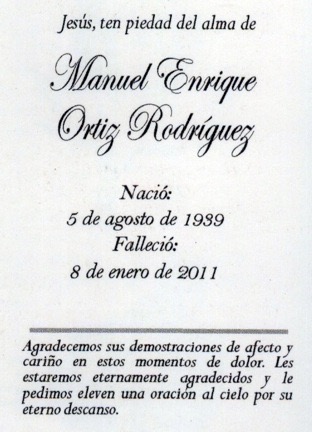 Jesús, ten piedad del alma de
Manuel Enrique
Ortiz Rodríguez
Nació:
5 de agosto de 1939
Falleció:
8 de enero de 2011
Agradecemos sus demostraciones de afecto y
cariño en estos momentos de dolor. Les
estaremos eternamente agradecidos y le
pedimos eleven una oración al cielo por su
eterno descanso.